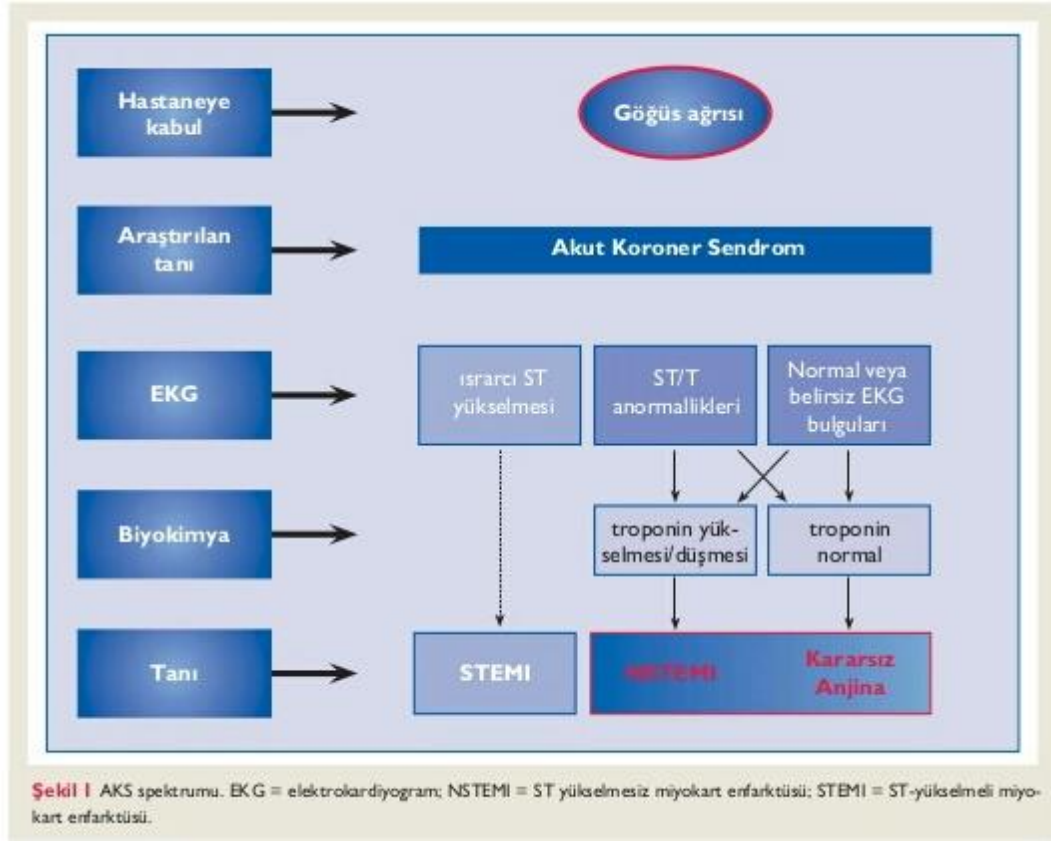 Hastaneye
kabul
Göğüs ağrısı
Araştırılan
tanı
Akut Koroner Sendrom
EKG
ısrarcı ST
yükselmesi
ST/T
anormallikleri
Normal veya
belirsiz EKG
bulguları
Biyokimya
troponin yük-
selmesi/düşmesi
troponin
normal
Tanı
STEMI
NSTEMI
Kararsız
Anjina
Şekil 1 AKS spektrumu. EKG = elektrokardiyogram; NSTEMI = ST yükselmesiz miyokart enfarktüsü; STEMI = ST-yükselmeli miyo-
kart enfarktüsü.